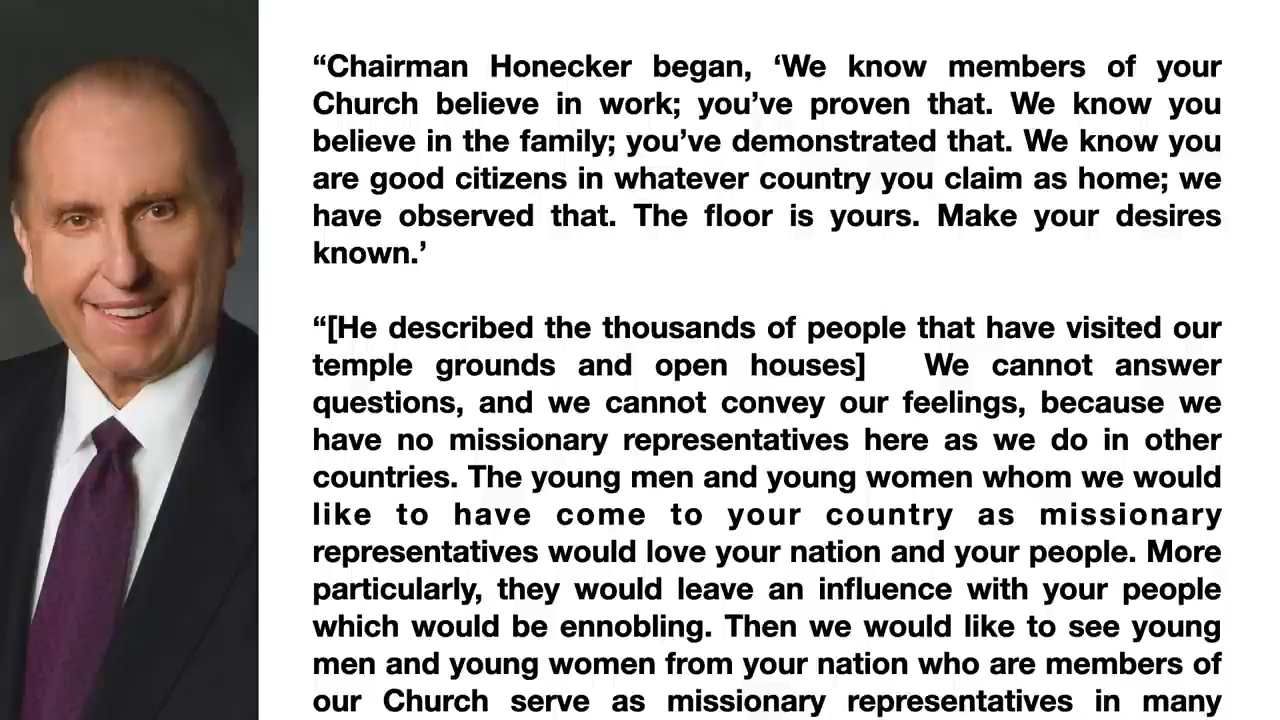 “Chairman Honecker began, ‘We know members of your
Church believe in work; you’ve proven that. We know you
believe in the family; you’ve demonstrated that. We know you
are good citizens in whatever country you claim as home; we
have observed that. The floor is yours. Make your desires
known.’
“[He described the thousands of people that have visited our
temple grounds and open houses] We cannot answer
questions, and we cannot convey our feelings, because we
have no missionary representatives here as we do in other
countries. The young men and young women whom we would
like to have come to your country as missionary
representatives would love your nation and your people. More
particularly, they would leave an influence with your people
which would be ennobling. Then we would like to see young
men and young women from your nation who are members of
our Church serve as missionary representatives in many